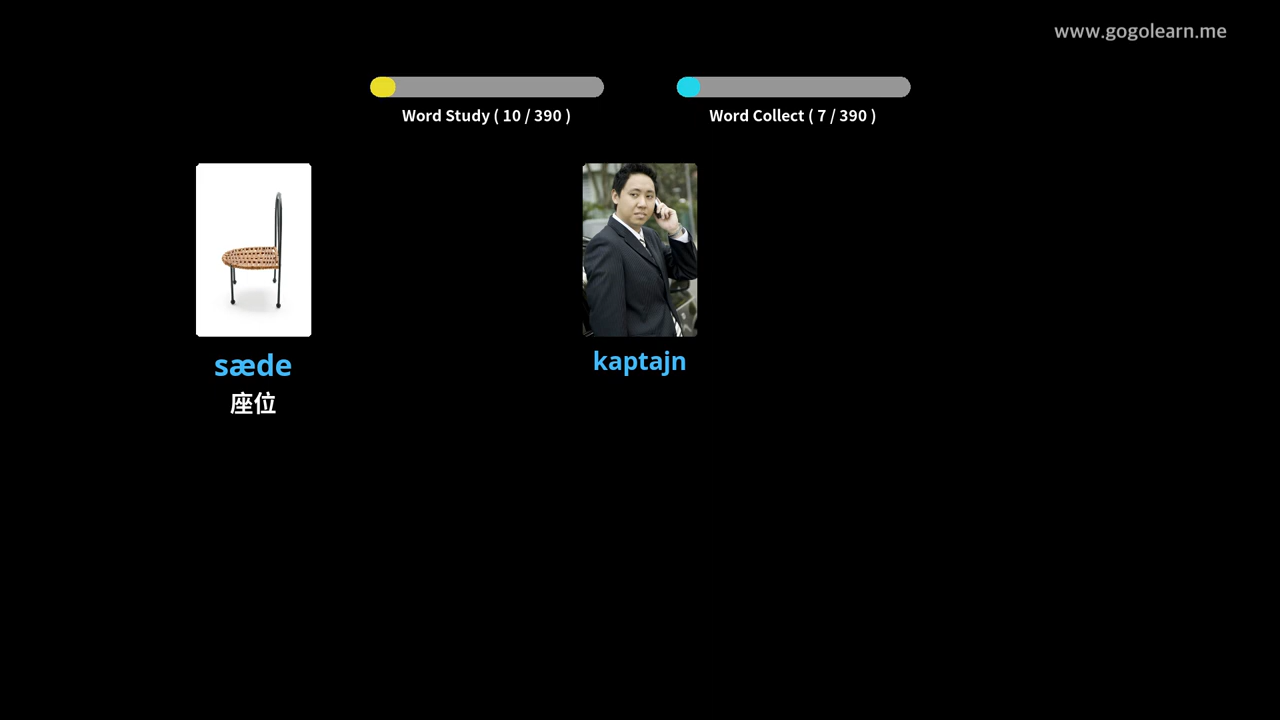 www.gogolearn.me
Word Study ( 10 / 390 )
Word Collect ( 7 / 390 )
sæde
座位
kaptajn